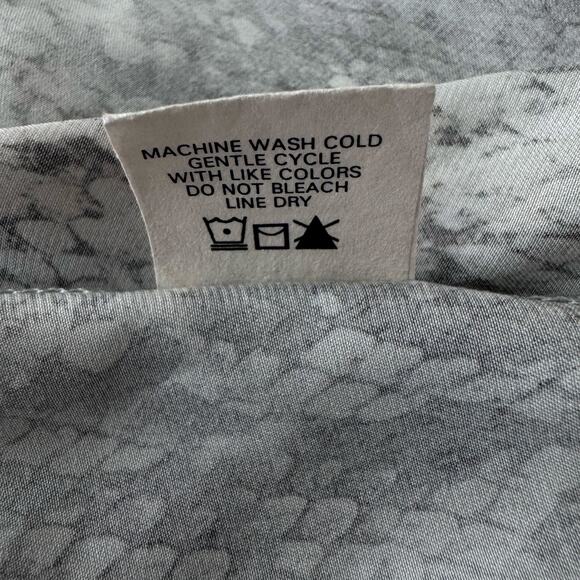 MACHINE WASH COLD
GENTLE CYCLE
WITH LIKE COLORS
DO NOT BLEACH
LINE DRY